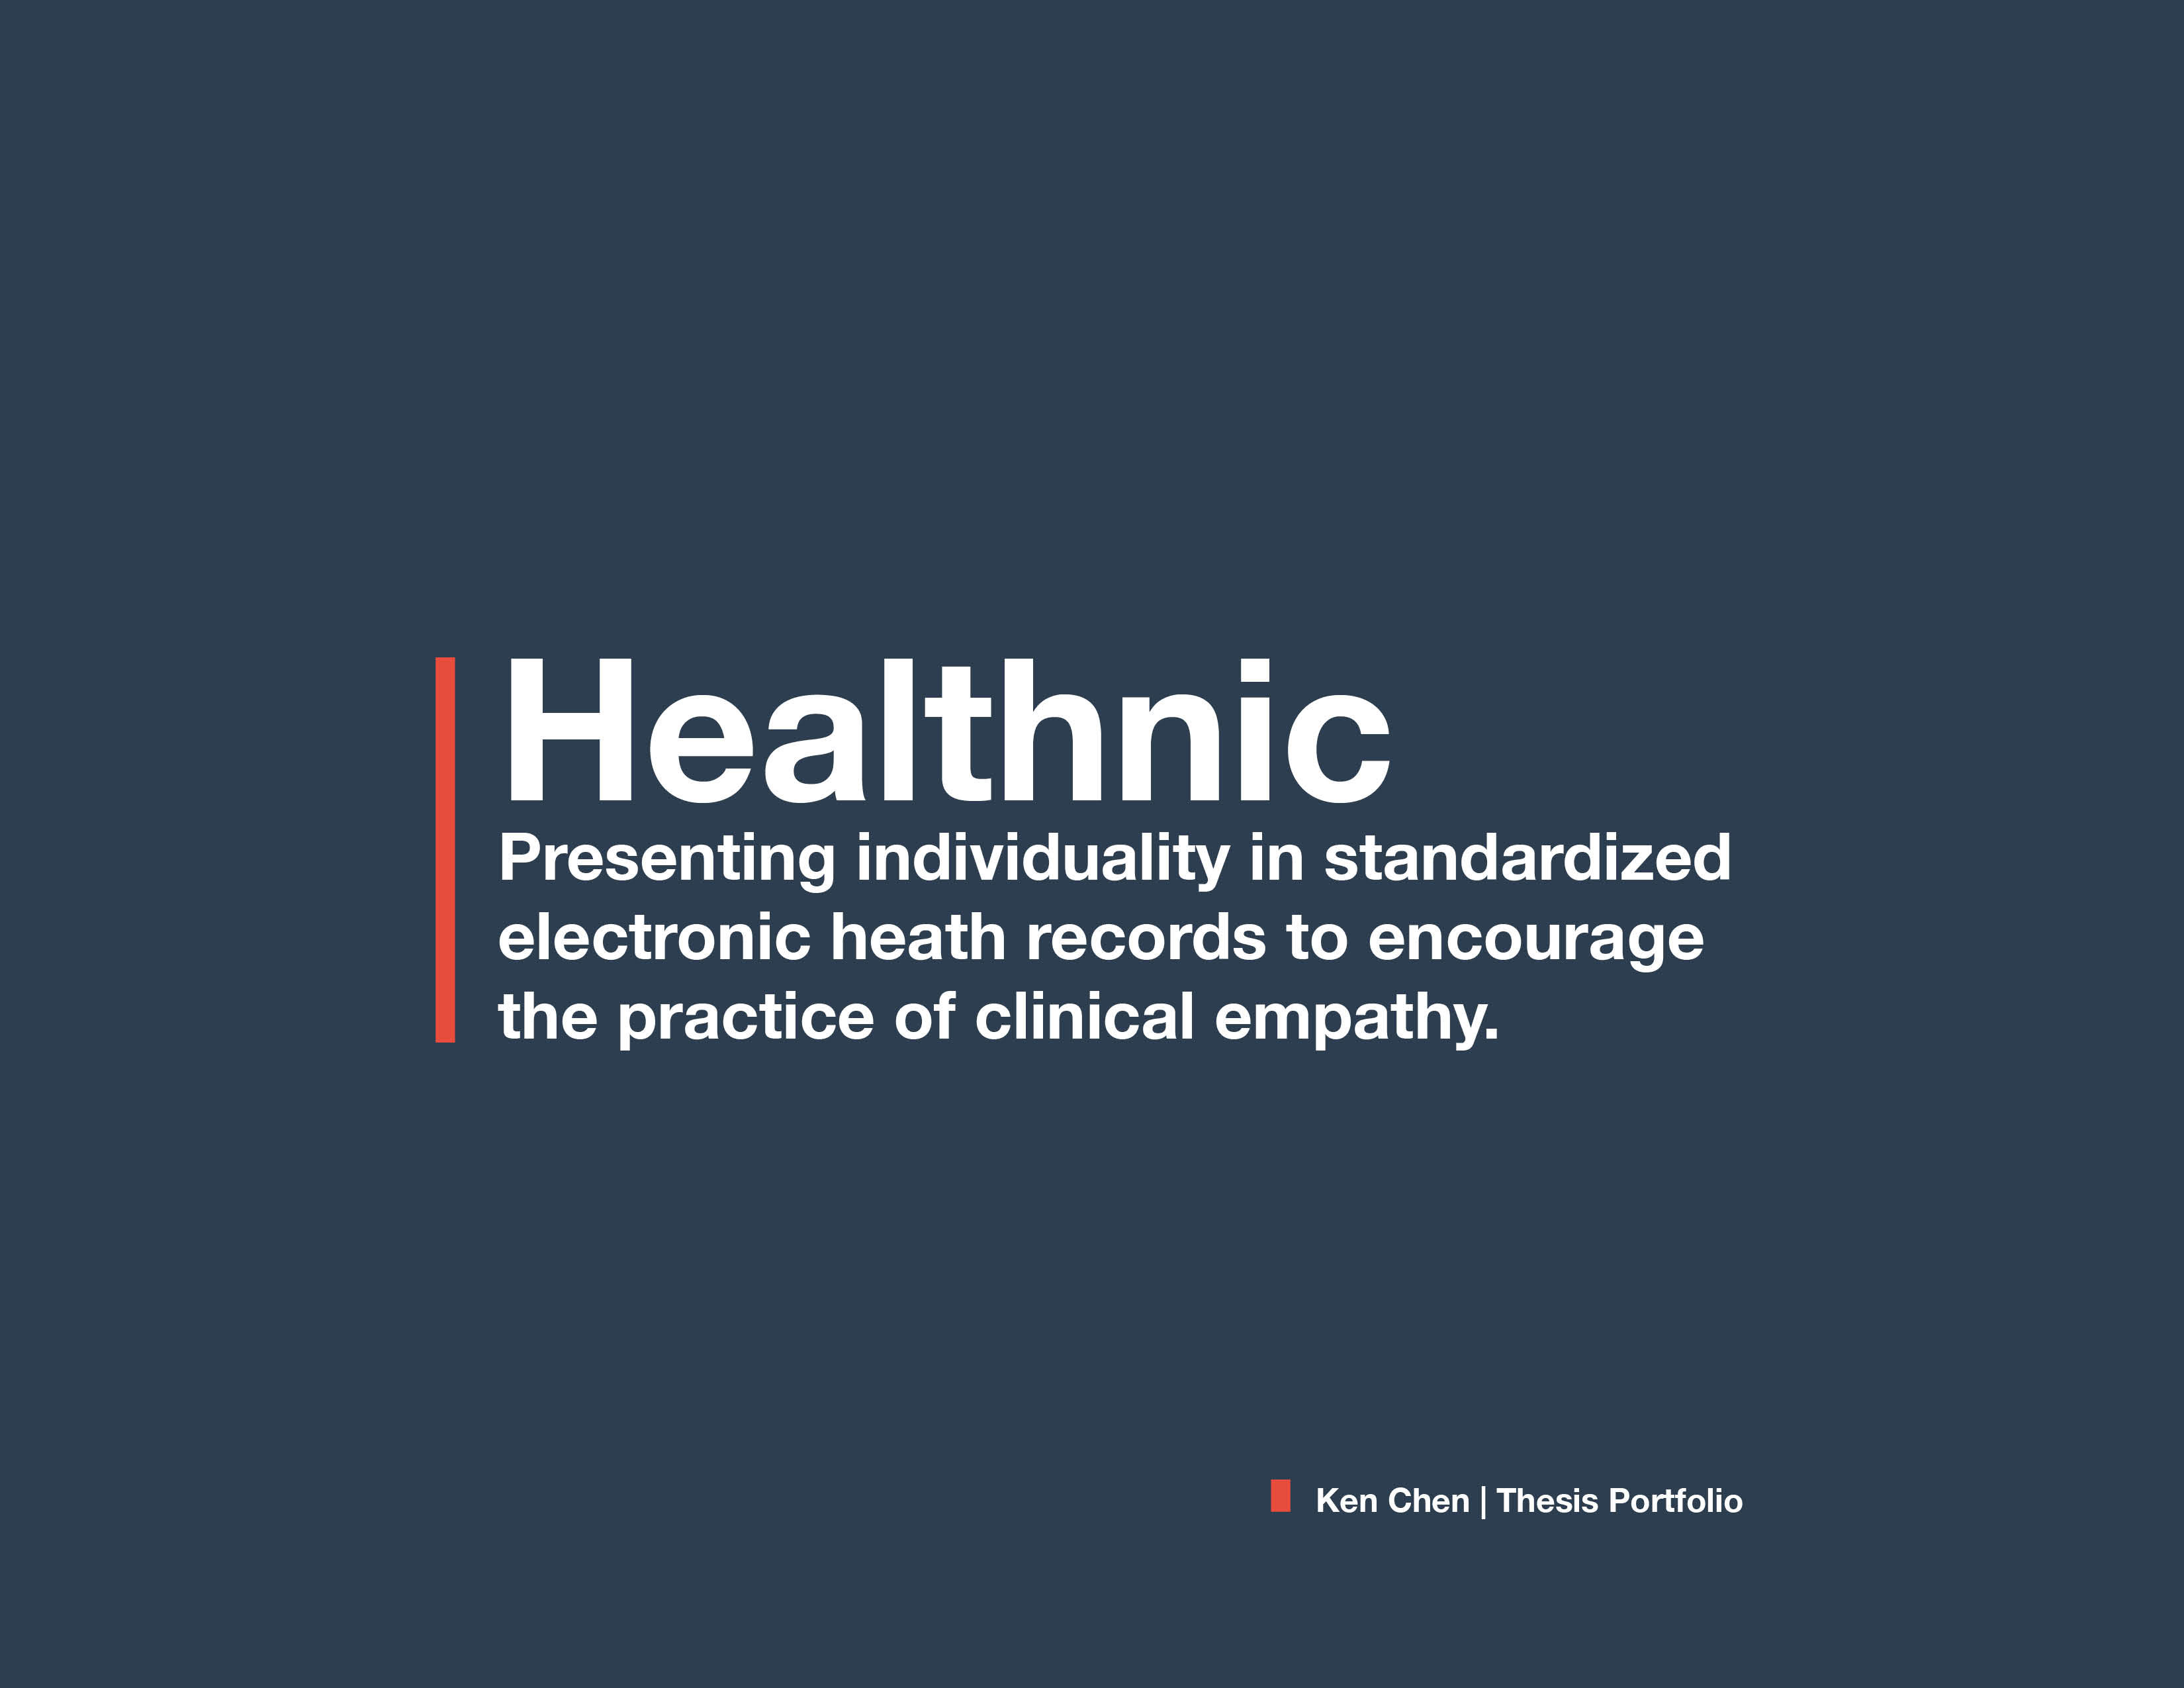 Healthnic
Presenting individuality in standardized
electronic heath records to encourage
the practice of clinical empathy.
Ken Chen | Thesis Portfolio